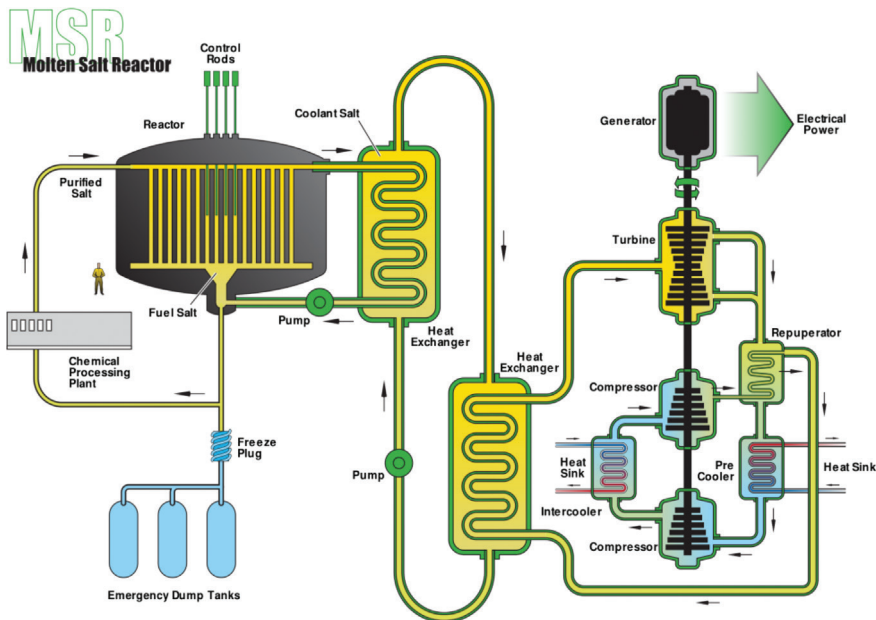 MSR
Molten Salt Reactor
Control
Rods
Coolant Salt
Reactor
Generator
Electrical
Power
Purified
Salt
Turbine
Fuel Salt
Pump
Heat
Exchanger
Repuperator
Chemical
Processing
Plant
Heat
Exchanger
Compressor
Freeze
Plug
Pump
Heat
Sink
Pre
Cooler
Heat Sink
Intercooler
Compressor
Emergency Dump Tanks